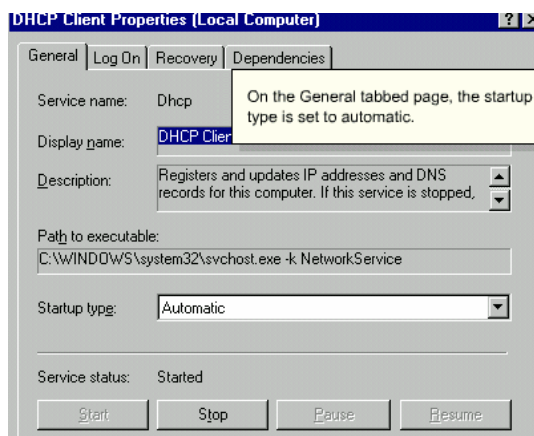 DHCP Client Properties (Local Computer)
General Log On Recovery Dependencies
On the General tabbed page, the startup
type is set to automatic.
Service name: Dhcp
Display name: DHCP Clien
Description: Registers and updates IP addresses and DNS
records for this computer. If this service is stopped,
Path to executable:
C:\WINDOWS\system32\svchost.exe -k NetworkService
Startup type: Automatic
Service status: Started
Start Stop Pause Resume